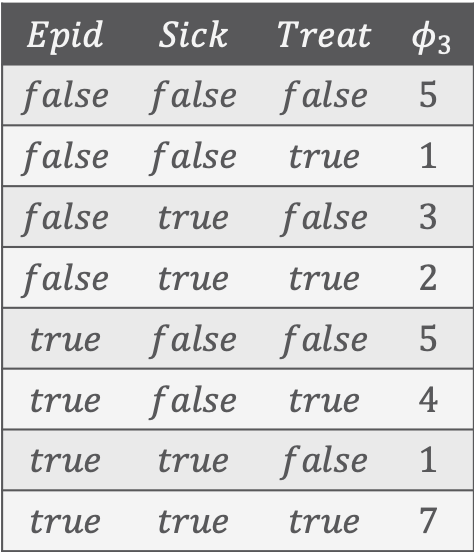 Epid Sick Treat ϕ₃
false false false 5
false false true 1
false true false 3
false true true 2
true false false 5
true false true 4
true true false 1
true true true 7